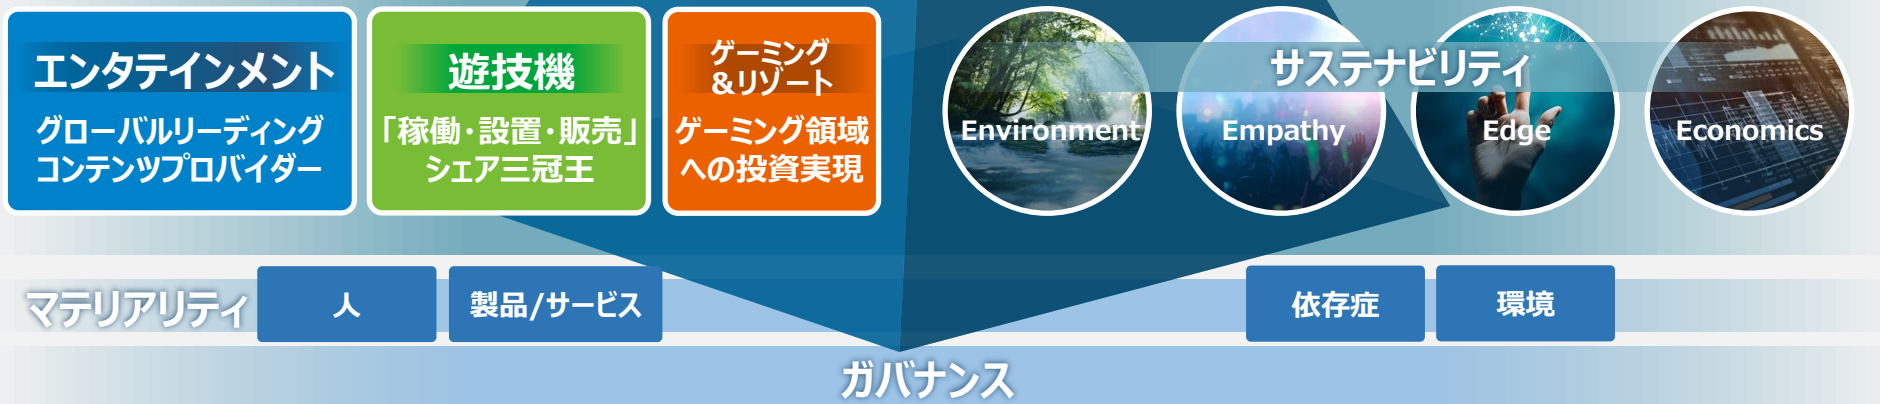 エンタテインメント
グローバルリーディング
コンテンツプロバイダー
遊技機
「稼働・設置・販売」
シェア三冠王
ゲーミング
&リゾート
ゲーミング領域
への投資実現
サステナビリティ
Environment
Empathy
Edge
Economics
マテリアリティ
人
製品/サービス
依存症
環境
ガバナンス